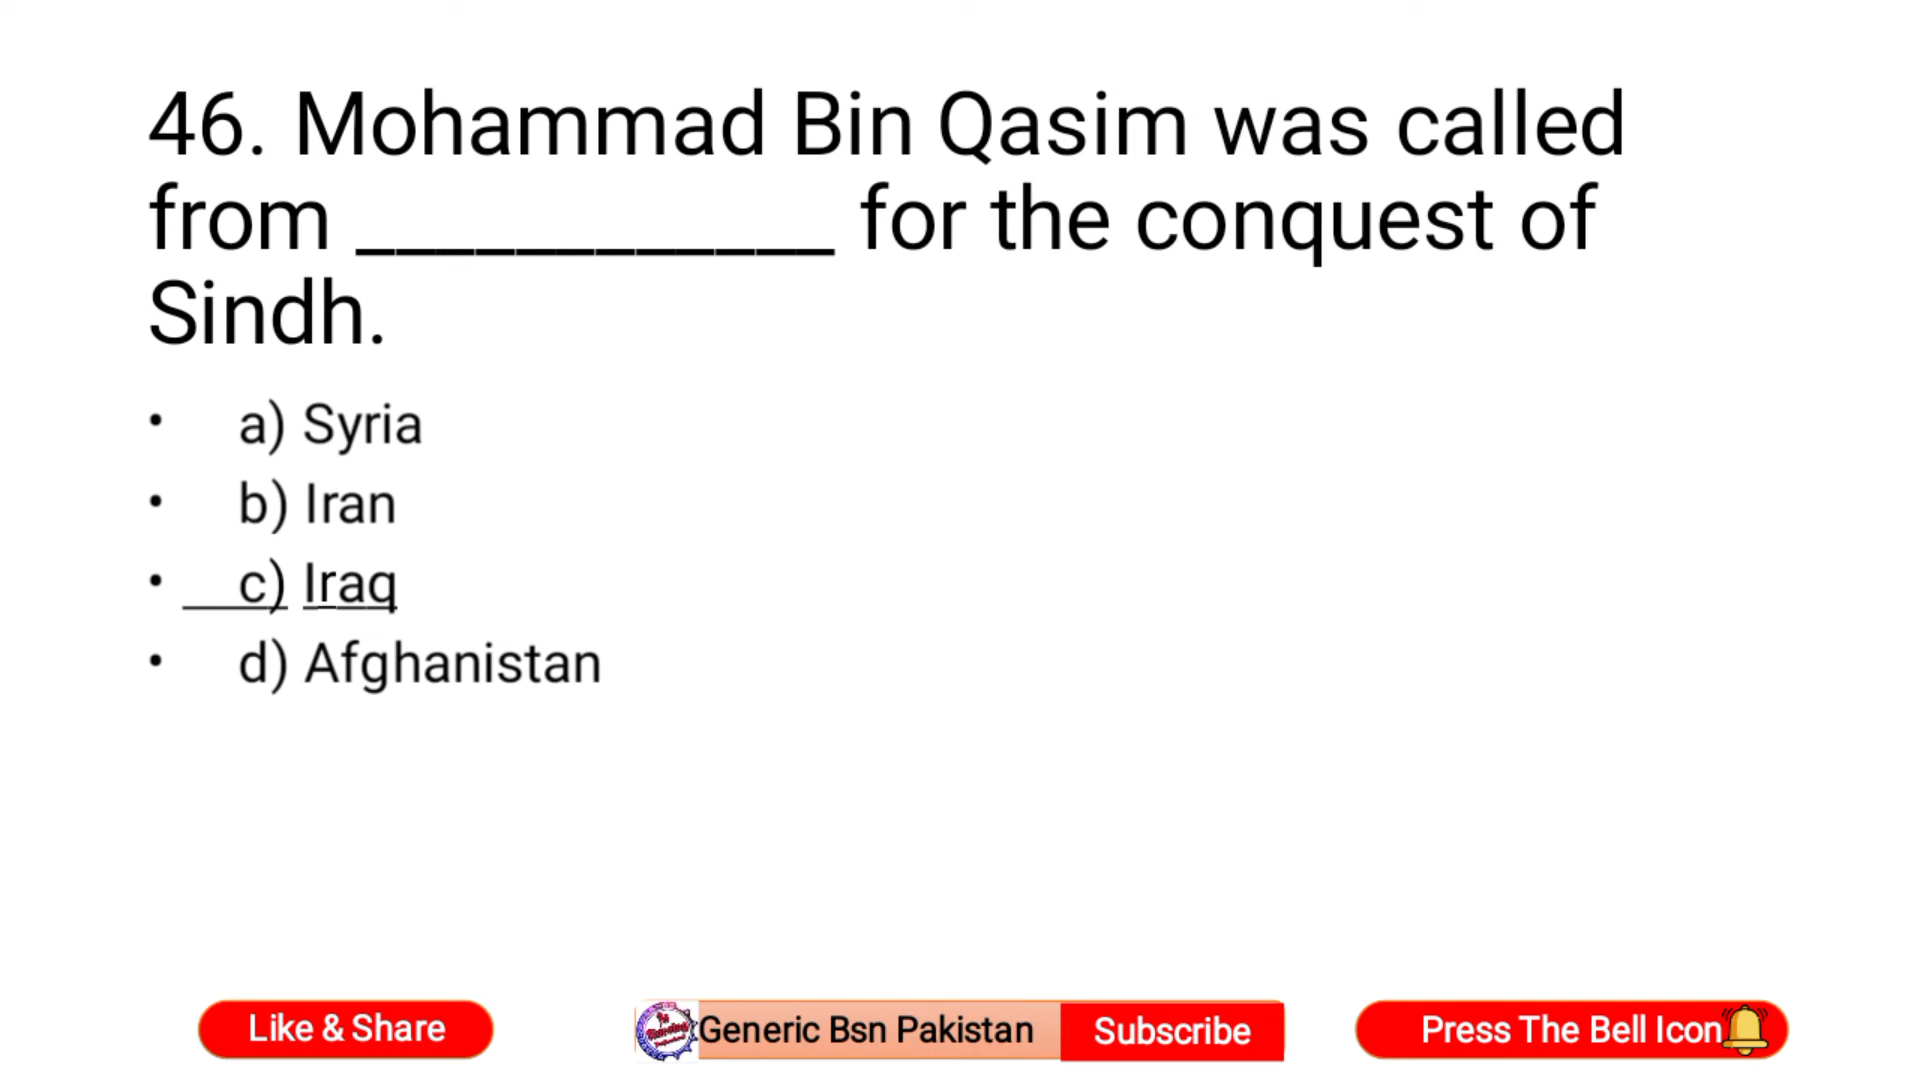 46. Mohammad Bin Qasim was called
from ____________ for the conquest of
Sindh.
• a) Syria
• b) Iran
• c) Iraq
• d) Afghanistan
Like & Share
Generic Bsn Pakistan
Subscribe
Press The Bell Icon